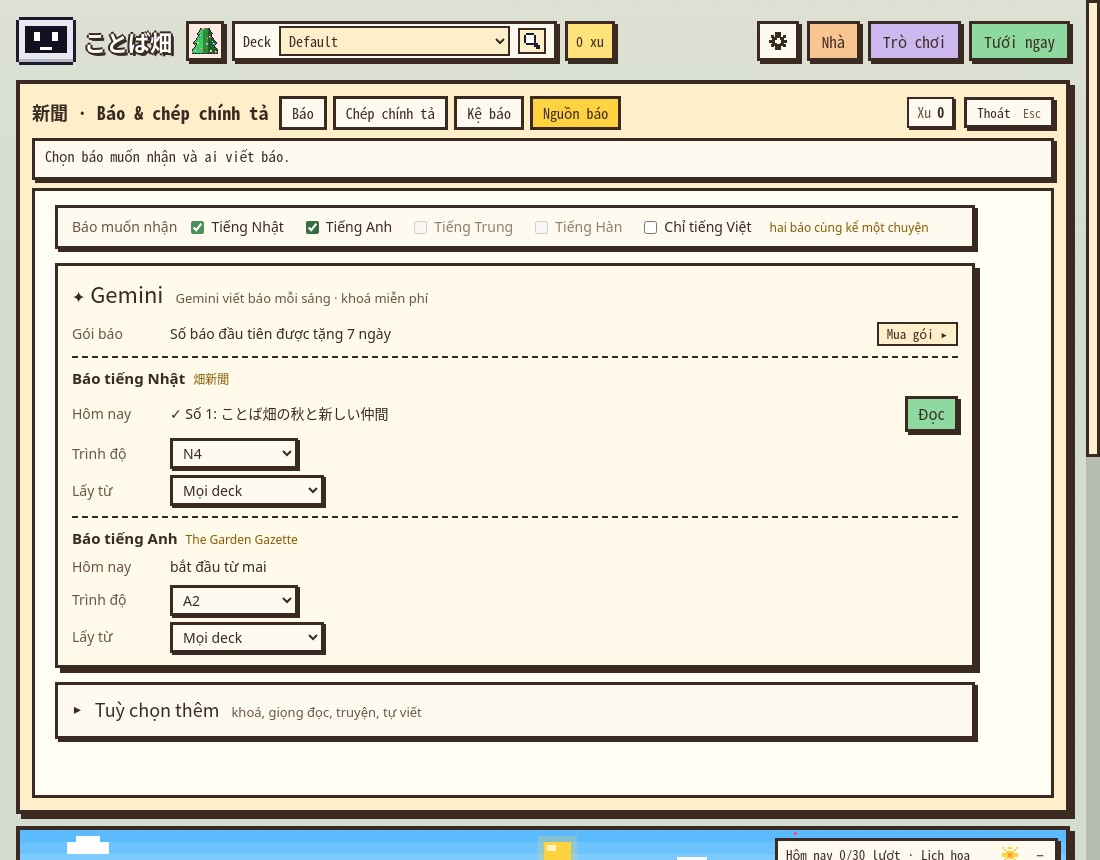 ことば畑 Deck Default 0 xu Nhà Trò chơi Tưới ngay
新聞 · Báo & chép chính tả Báo Chép chính tả Kệ báo Nguồn báo Xu 0 Thoát Esc
Chọn báo muốn nhận và ai viết báo.
Báo muốn nhận Tiếng Nhật Tiếng Anh Tiếng Trung Tiếng Hàn Chỉ tiếng Việt hai báo cùng kể một chuyện
✦ Gemini Gemini viết báo mỗi sáng · khoá miễn phí
Gói báo Số báo đầu tiên được tặng 7 ngày Mua gói ▸
Báo tiếng Nhật 畑新聞
Hôm nay ✓ Số 1: ことば畑の秋と新しい仲間 Đọc
Trình độ N4
Lấy từ Mọi deck
Báo tiếng Anh The Garden Gazette
Hôm nay bắt đầu từ mai
Trình độ A2
Lấy từ Mọi deck
▸ Tuỳ chọn thêm khoá, giọng đọc, truyện, tự viết
Hôm nay 0/30 lượt · Lịch hoa –